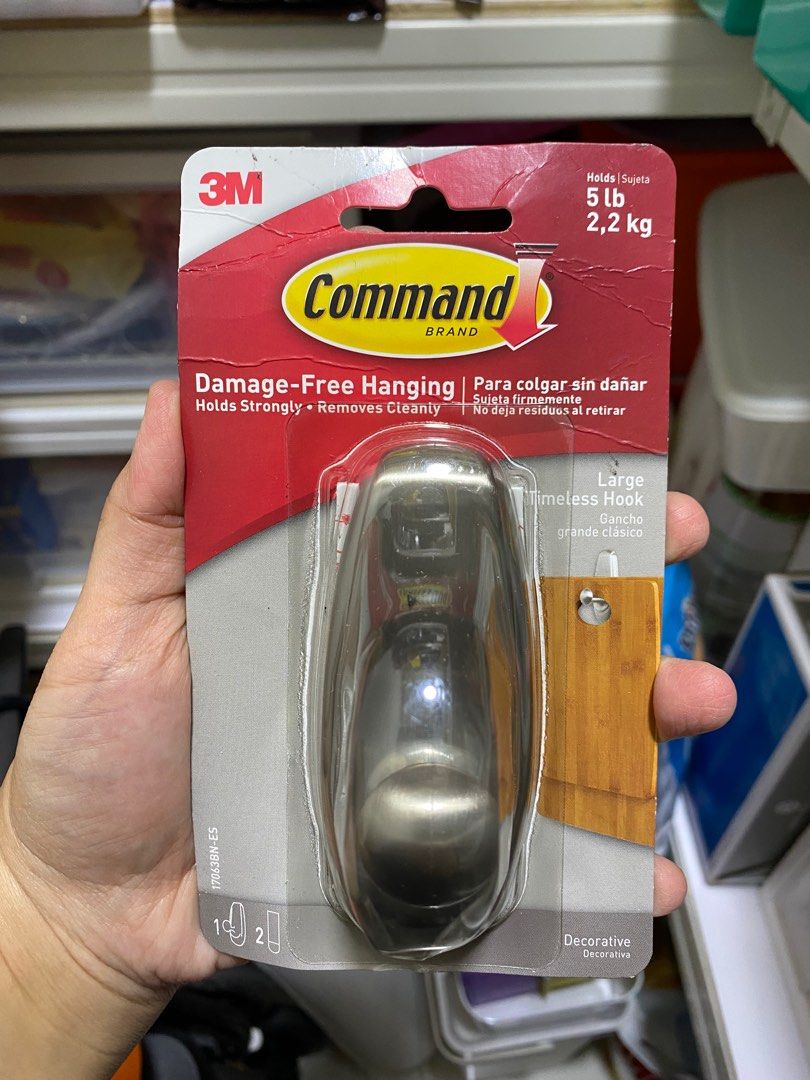 3M
Holds | Sujeta
5 lb
2,2 kg
Command
BRAND
Damage-Free Hanging
Holds Strongly • Removes Cleanly
Para colgar sin dañar
Sujeta firmemente
No deja residuos al retirar
Large
Timeless Hook
Gancho
grande clásico
17063BN-ES
1 2
Decorative
Decorativa